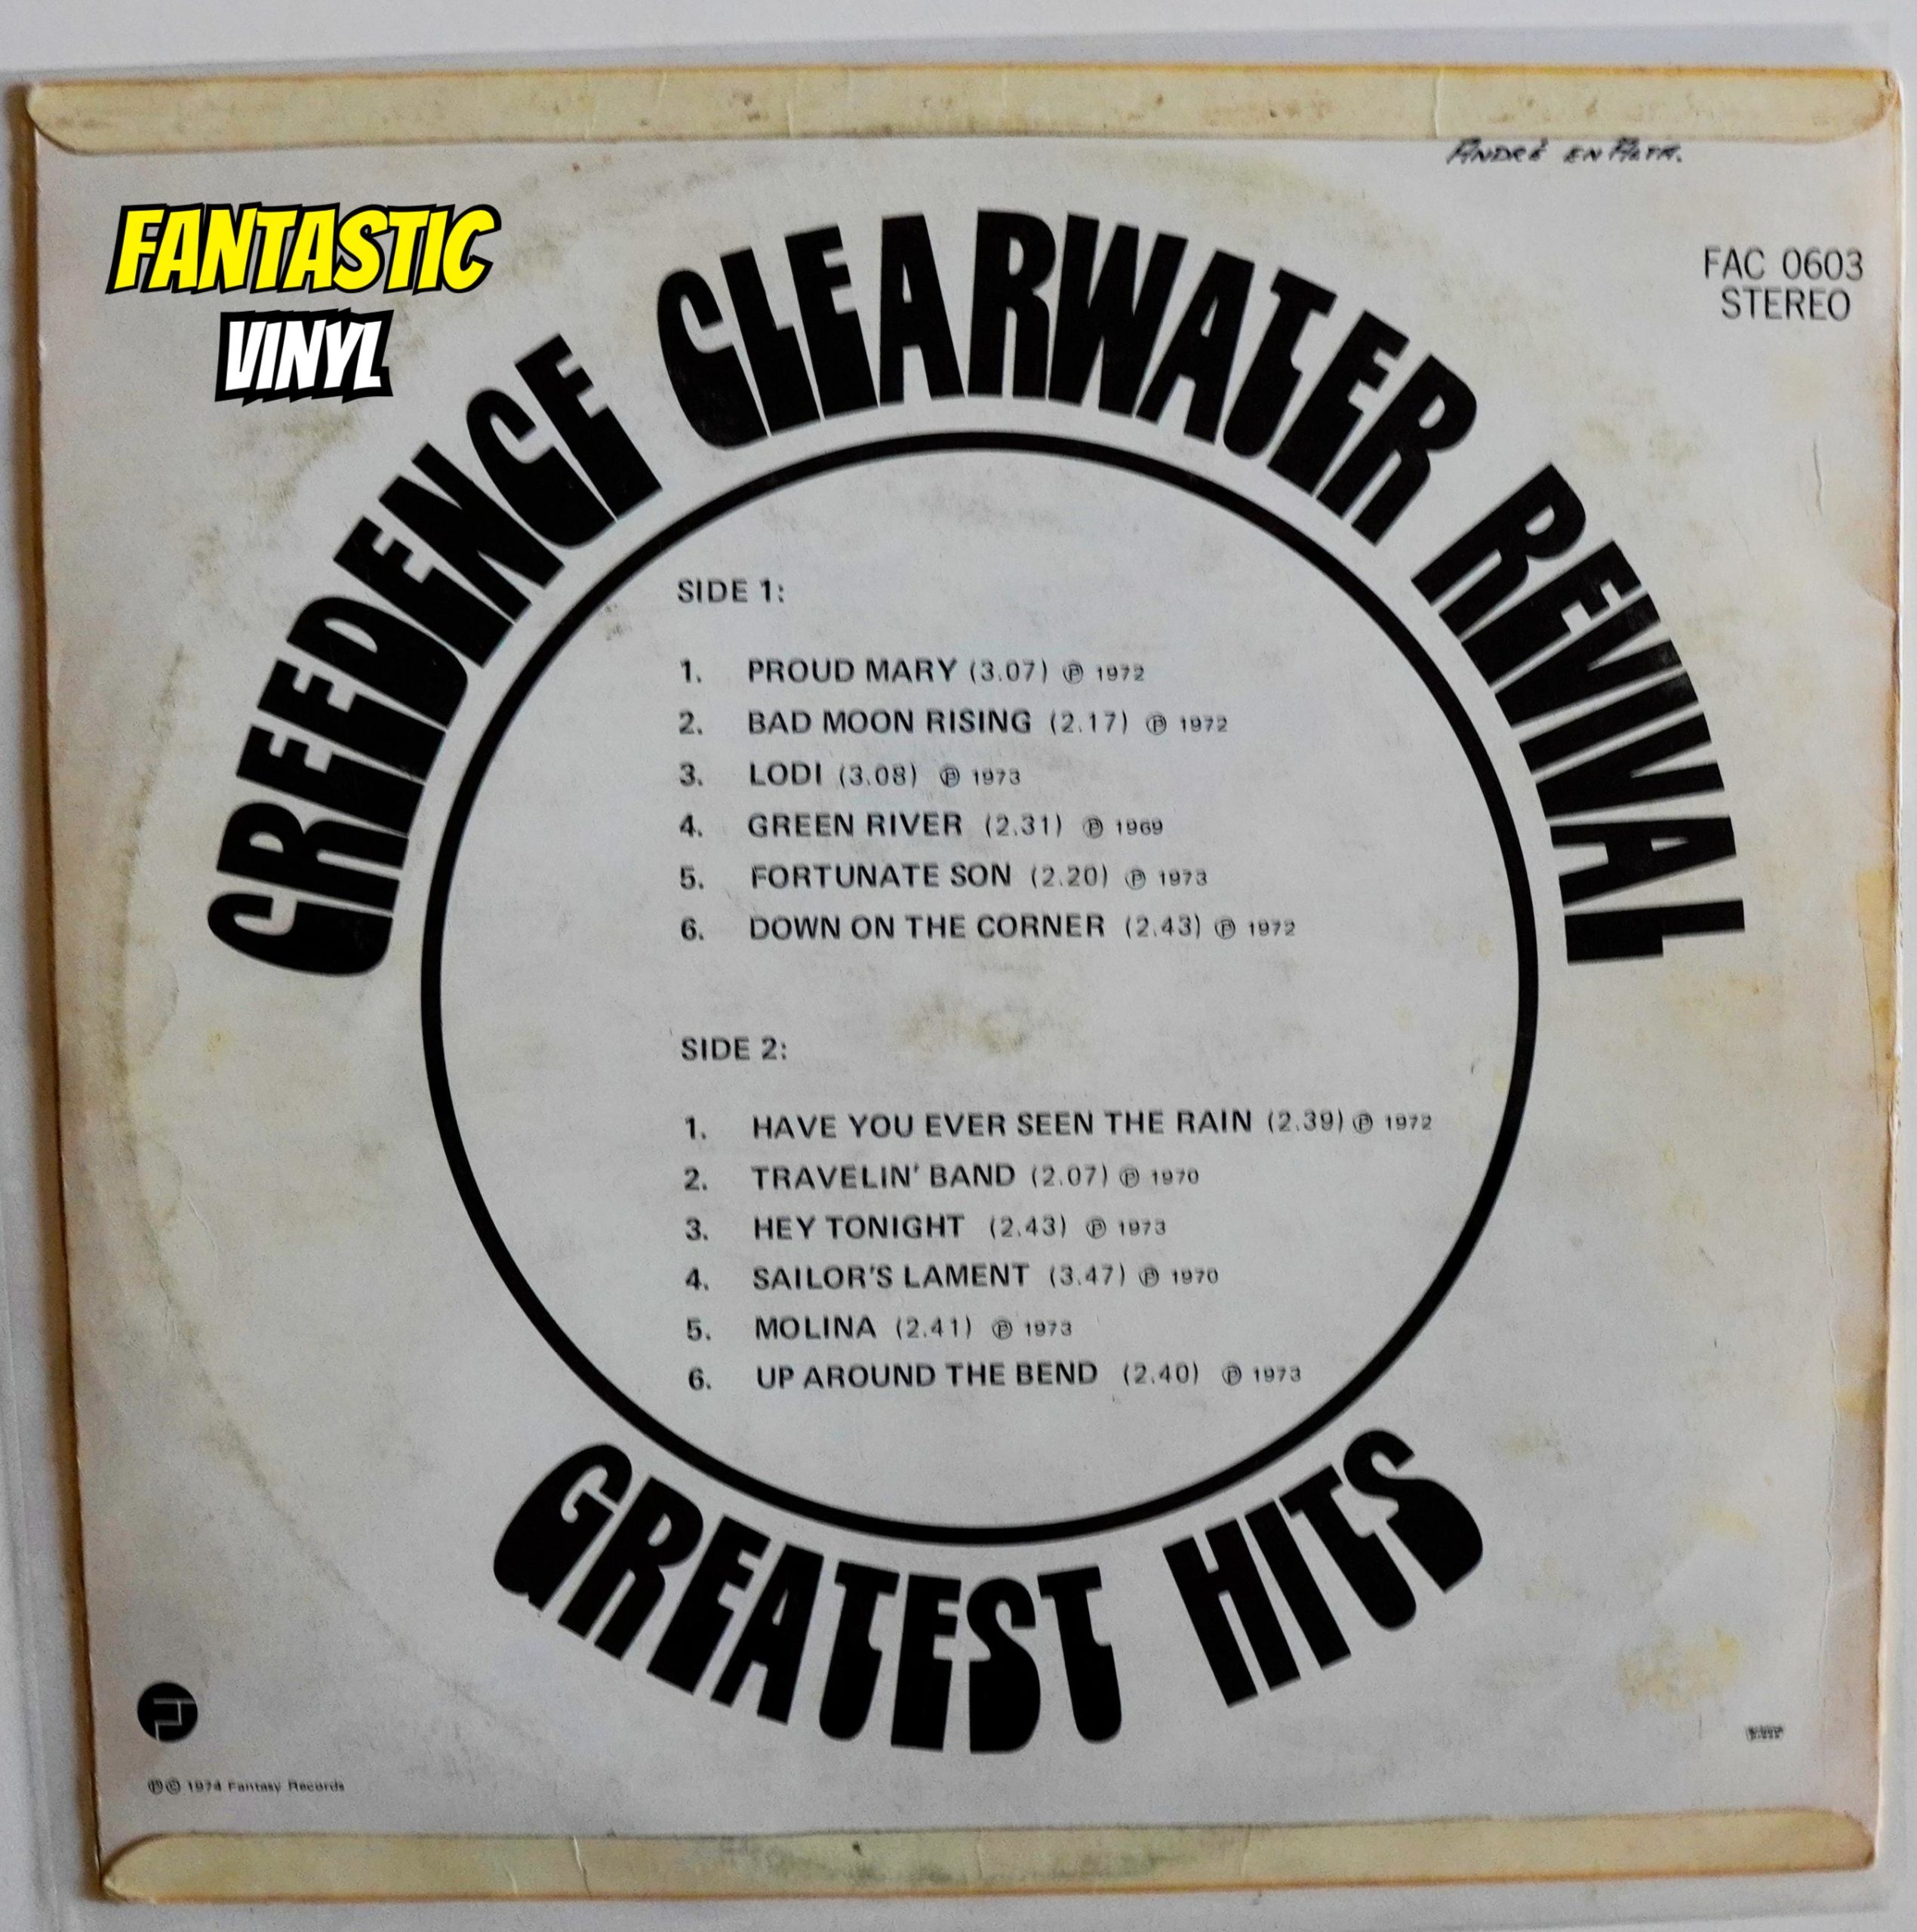 ANDRÉ EN
FANTASTIC
VINYL
FAC 0603
STEREO
CREEDENCE CLEARWATER REVIVAL
SIDE 1:
1. PROUD MARY (3.07) Ⓟ 1972
2. BAD MOON RISING (2.17) Ⓟ 1972
3. LODI (3.08) Ⓟ 1973
4. GREEN RIVER (2.31) Ⓟ 1969
5. FORTUNATE SON (2.20) Ⓟ 1973
6. DOWN ON THE CORNER (2.43) Ⓟ 1972
SIDE 2:
1. HAVE YOU EVER SEEN THE RAIN (2.39) Ⓟ 1972
2. TRAVELIN' BAND (2.07) Ⓟ 1970
3. HEY TONIGHT (2.43) Ⓟ 1973
4. SAILOR'S LAMENT (3.47) Ⓟ 1970
5. MOLINA (2.41) Ⓟ 1973
6. UP AROUND THE BEND (2.40) Ⓟ 1973
GREATEST HITS
Ⓟ© 1974 Fantasy Records